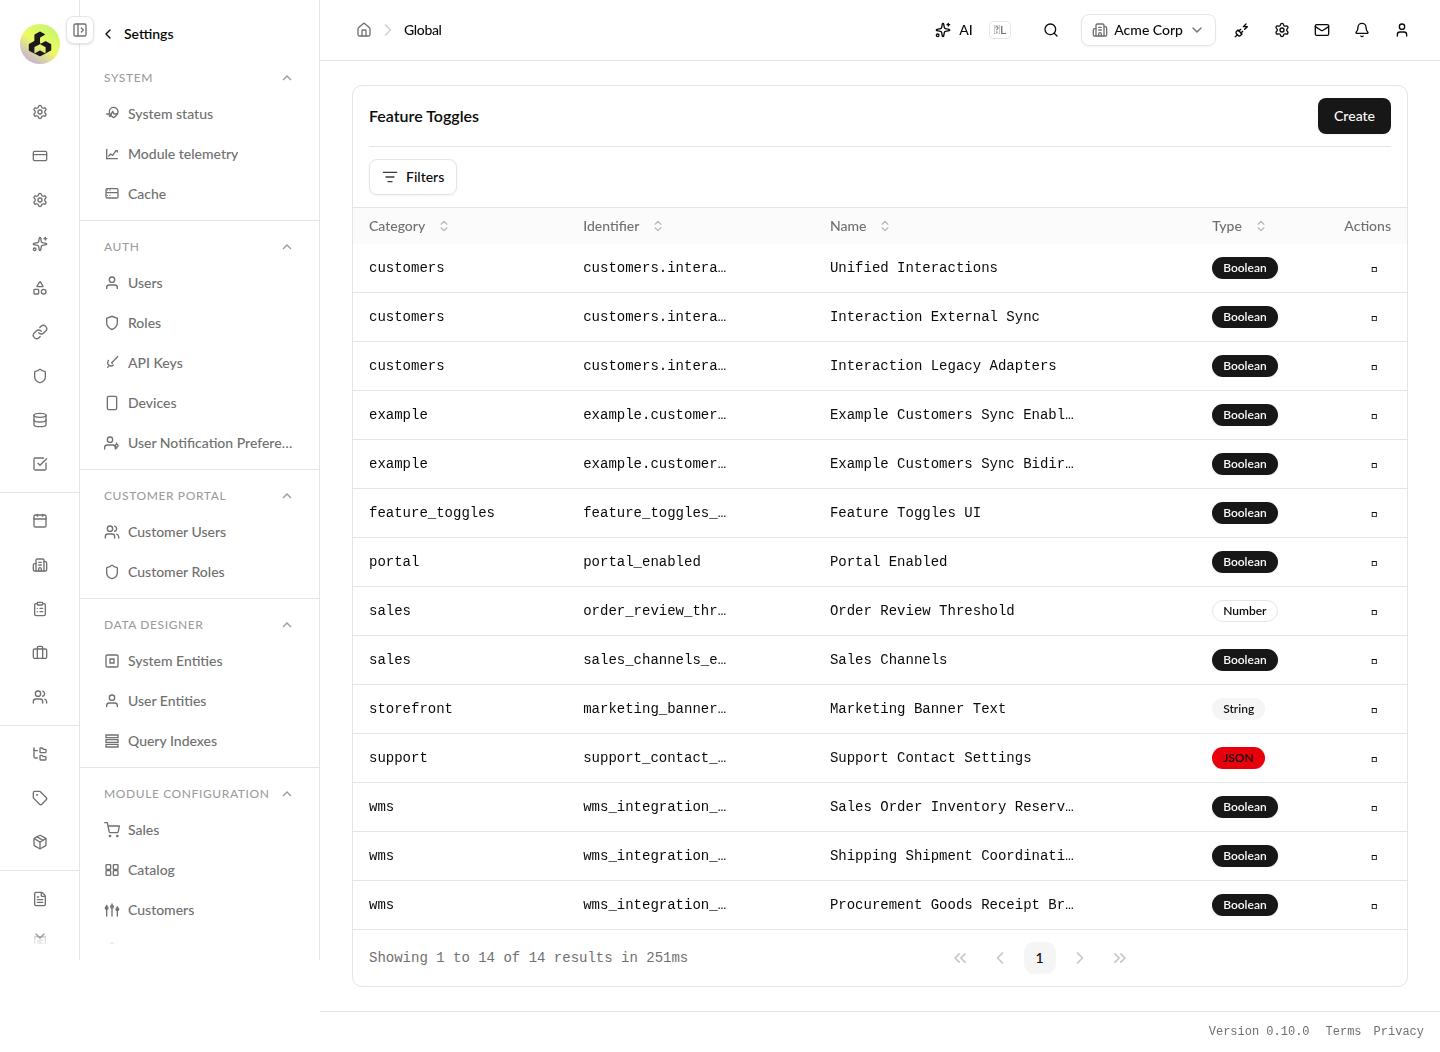 Settings
Global
AI
L
Acme Corp
SYSTEM
System status
Module telemetry
Cache
AUTH
Users
Roles
API Keys
Devices
User Notification Prefere...
CUSTOMER PORTAL
Customer Users
Customer Roles
DATA DESIGNER
System Entities
User Entities
Query Indexes
MODULE CONFIGURATION
Sales
Catalog
Customers
Feature Toggles
Create
Filters
Category Identifier Name Type Actions
customers customers.intera… Unified Interactions Boolean
customers customers.intera… Interaction External Sync Boolean
customers customers.intera… Interaction Legacy Adapters Boolean
example example.customer… Example Customers Sync Enabl… Boolean
example example.customer… Example Customers Sync Bidir… Boolean
feature_toggles feature_toggles_… Feature Toggles UI Boolean
portal portal_enabled Portal Enabled Boolean
sales order_review_thr… Order Review Threshold Number
sales sales_channels_e… Sales Channels Boolean
storefront marketing_banner… Marketing Banner Text String
support support_contact_… Support Contact Settings JSON
wms wms_integration_… Sales Order Inventory Reserv… Boolean
wms wms_integration_… Shipping Shipment Coordinati… Boolean
wms wms_integration_… Procurement Goods Receipt Br… Boolean
Showing 1 to 14 of 14 results in 251ms
1
Version 0.10.0 Terms Privacy